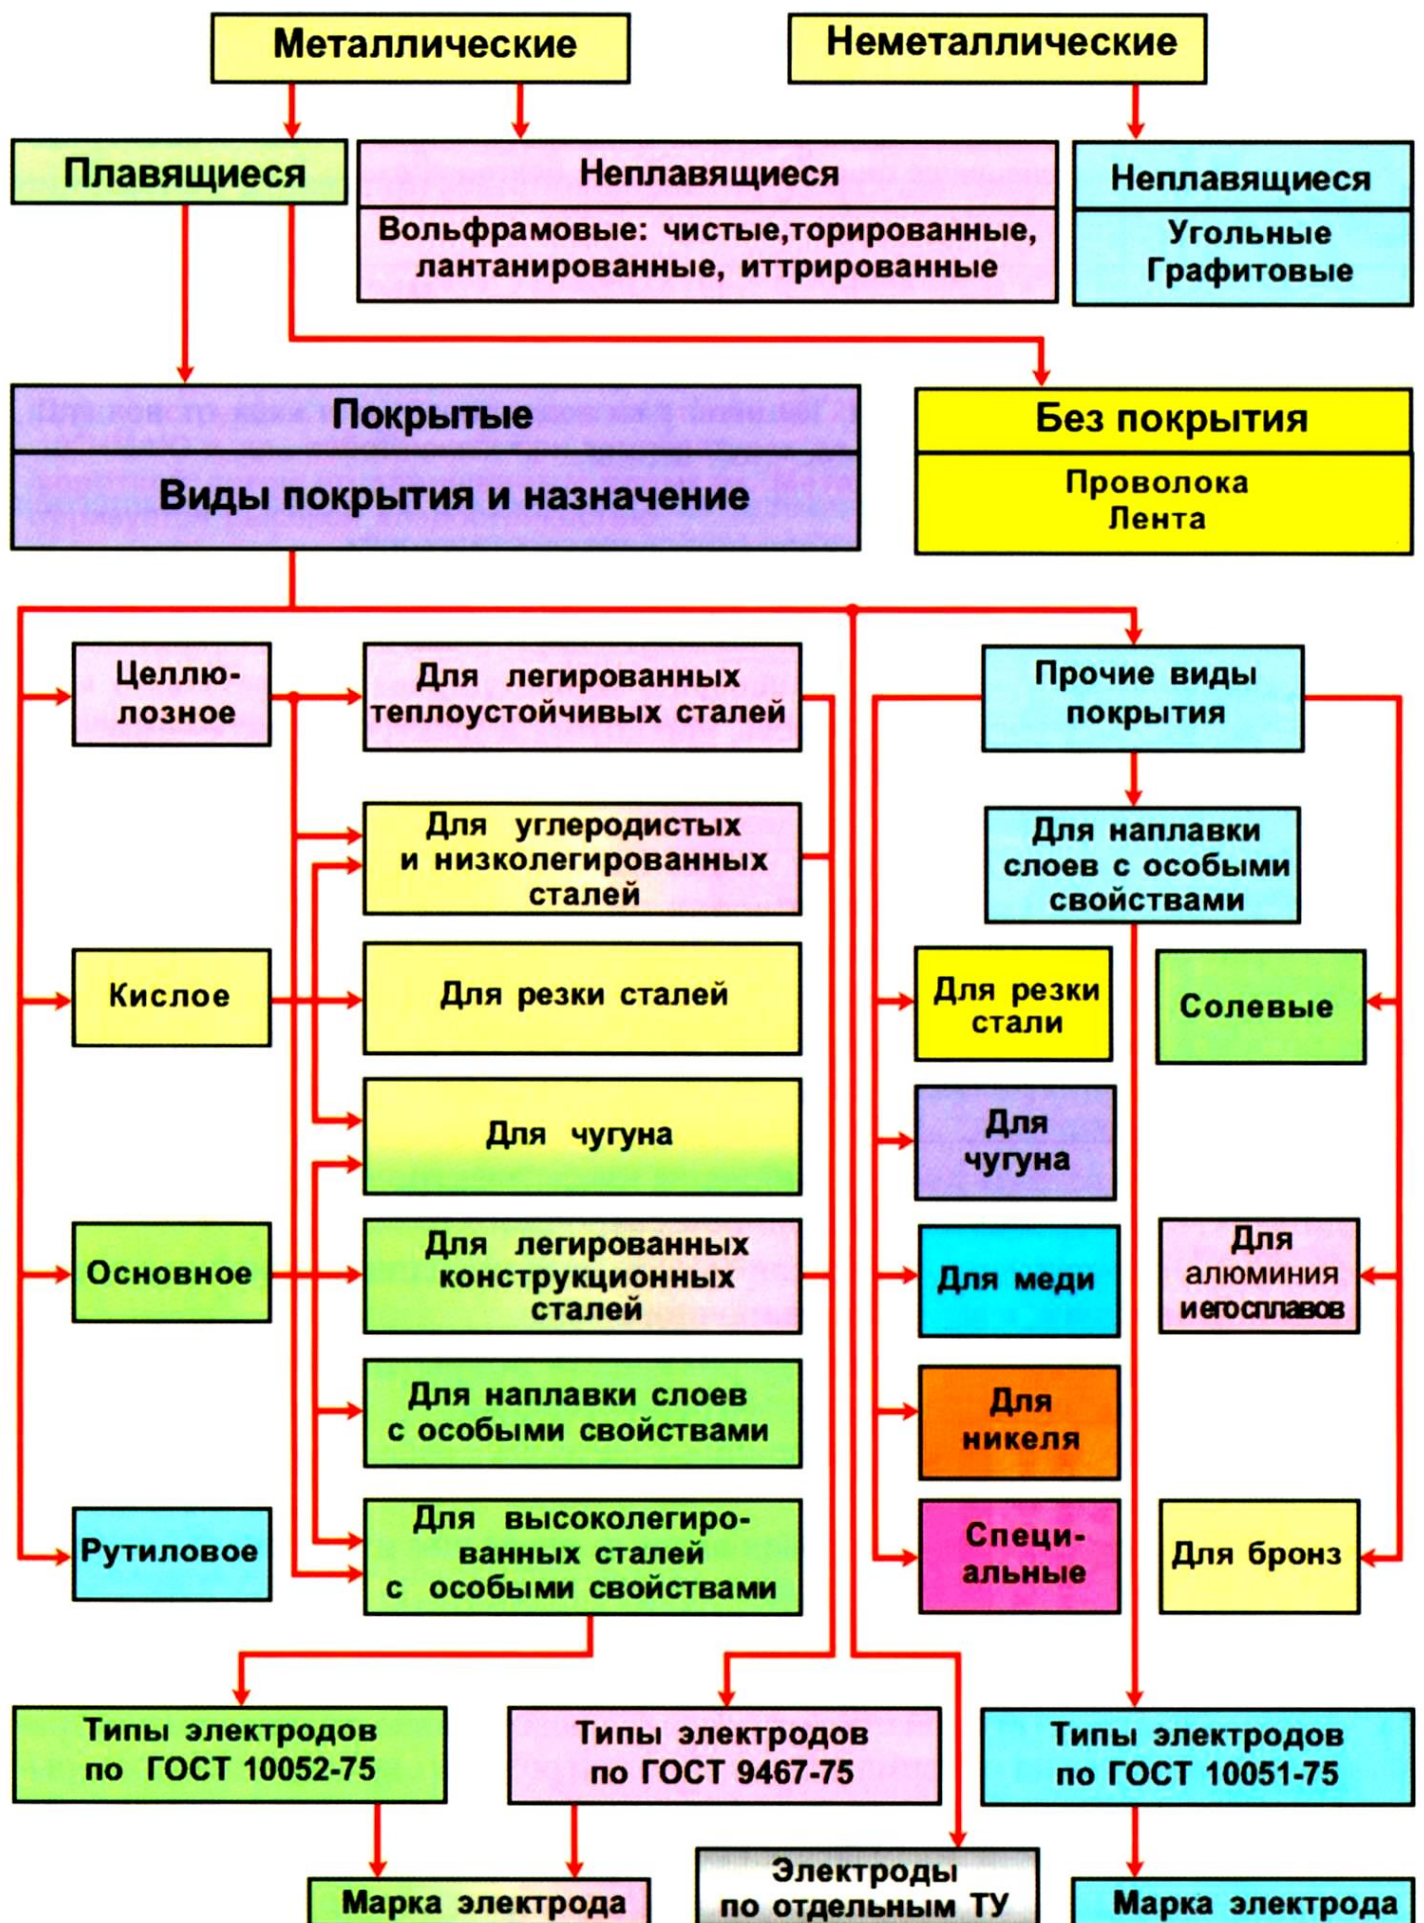 Металлические
Неметаллические
Плавящиеся
Неплавящиеся
Вольфрамовые: чистые,торированные,
лантанированные, иттрированные
Неплавящиеся
Угольные
Графитовые
Покрытые
Виды покрытия и назначение
Без покрытия
Проволока
Лента
Целлю-
лозное
Для легированных
теплоустойчивых сталей
Прочие виды
покрытия
Для углеродистых
и низколегированных
сталей
Для наплавки
слоев с особыми
свойствами
Кислое
Для резки сталей
Для резки
стали
Солевые
Для чугуна
Для
чугуна
Основное
Для легированных
конструкционных
сталей
Для меди
Для
алюминия
и его сплавов
Для наплавки слоев
с особыми свойствами
Для
никеля
Рутиловое
Для высоколегиро-
ванных сталей
с особыми свойствами
Специ-
альные
Для бронз
Типы электродов
по ГОСТ 10052-75
Типы электродов
по ГОСТ 9467-75
Типы электродов
по ГОСТ 10051-75
Марка электрода
Электроды
по отдельным ТУ
Марка электрода